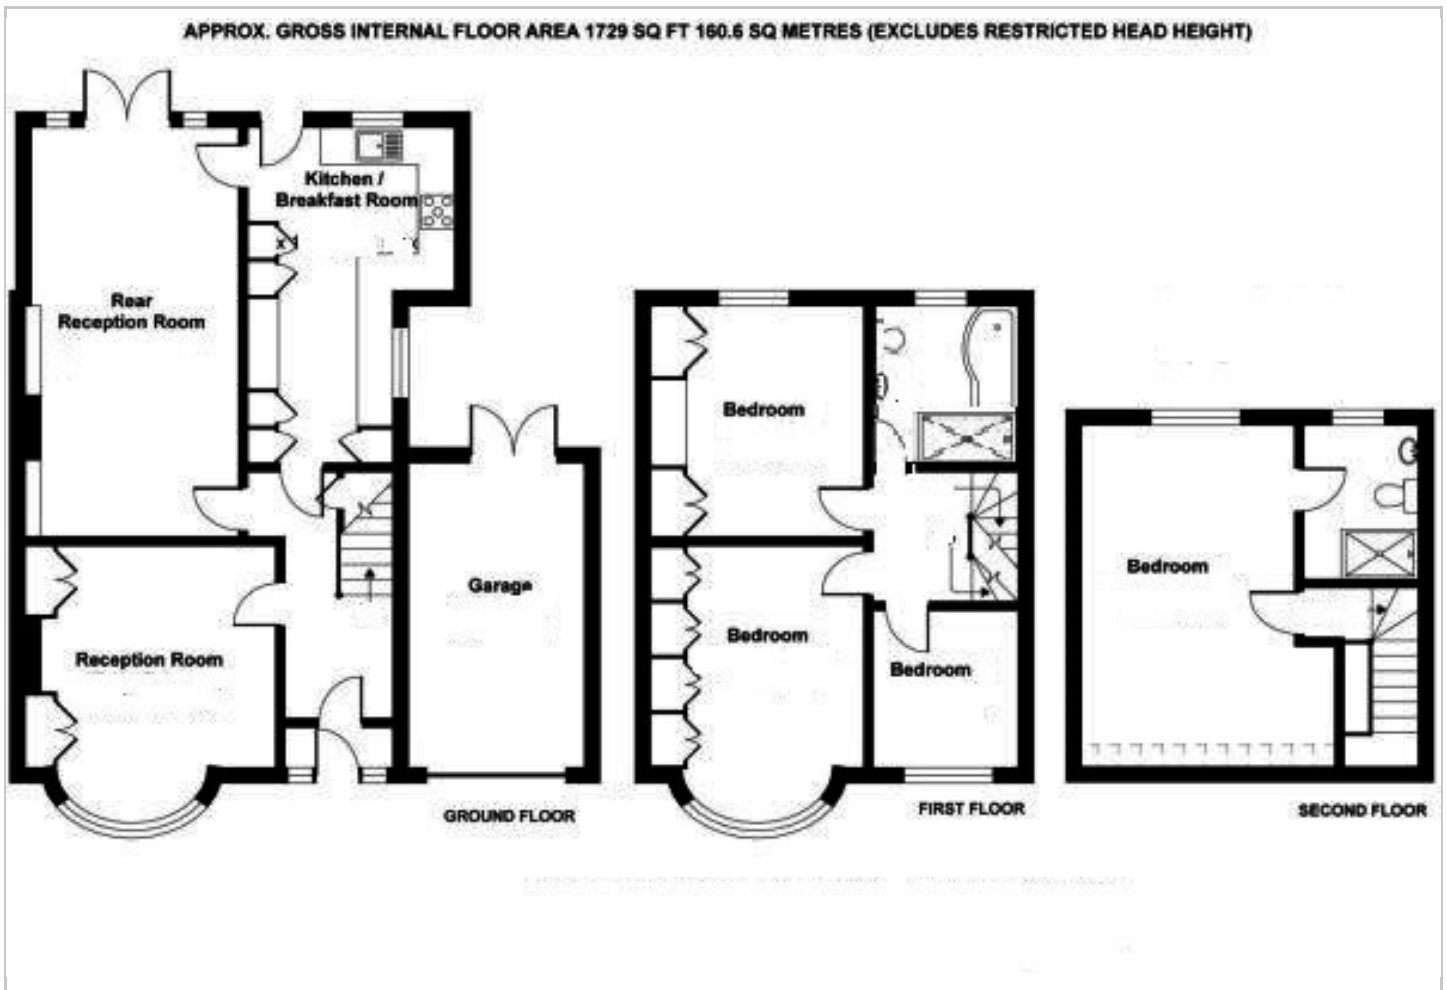 APPROX. GROSS INTERNAL FLOOR AREA 1729 SQ FT 160.6 SQ METRES (EXCLUDES RESTRICTED HEAD HEIGHT)
Kitchen /
Breakfast Room
Rear
Reception Room
Reception Room
Garage
GROUND FLOOR
Bedroom
Bedroom
Bedroom
FIRST FLOOR
Bedroom
SECOND FLOOR